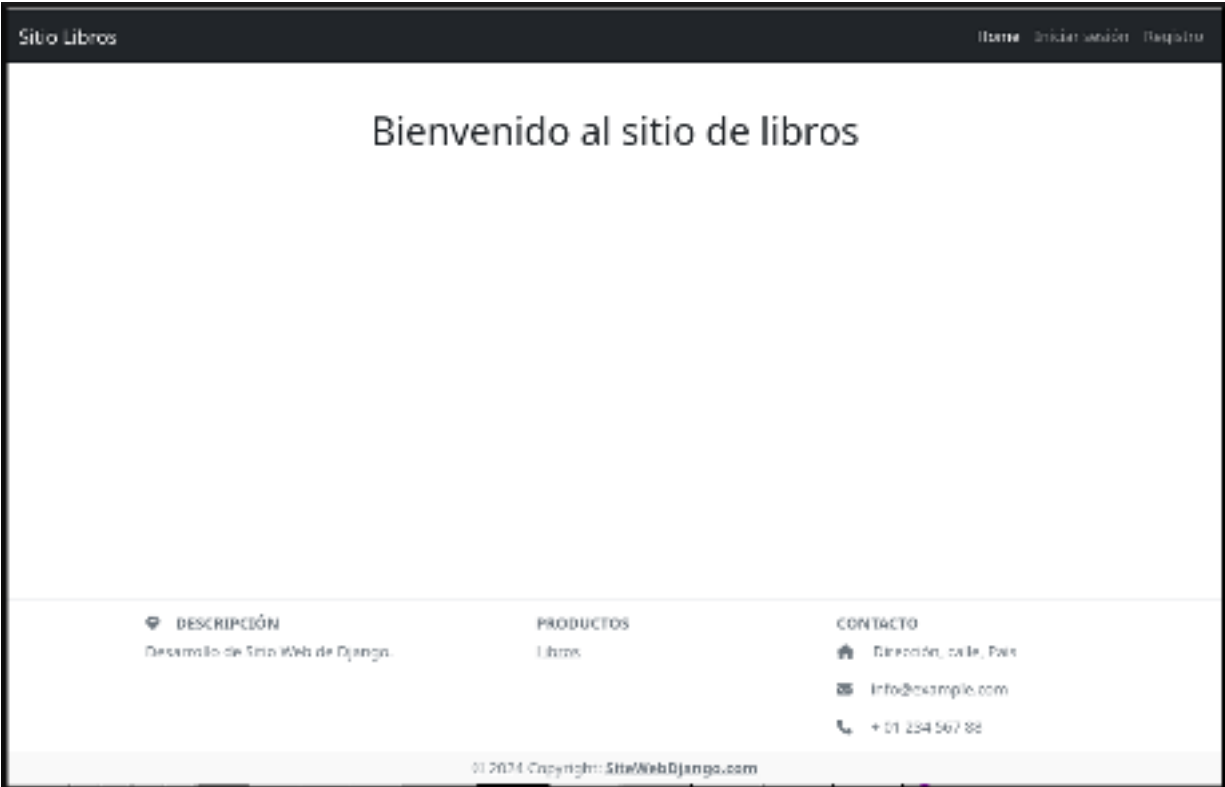 Sitio Libros
Home Iniciar sesión Registro
Bienvenido al sitio de libros
DESCRIPCIÓN
Desarrollo de Sitio Web de Django.
PRODUCTOS
Libros
CONTACTO
Dirección, calle, Pais
info@example.com
+ 01 234 567 88
© 2024 Copyright: SiteWebDjango.com